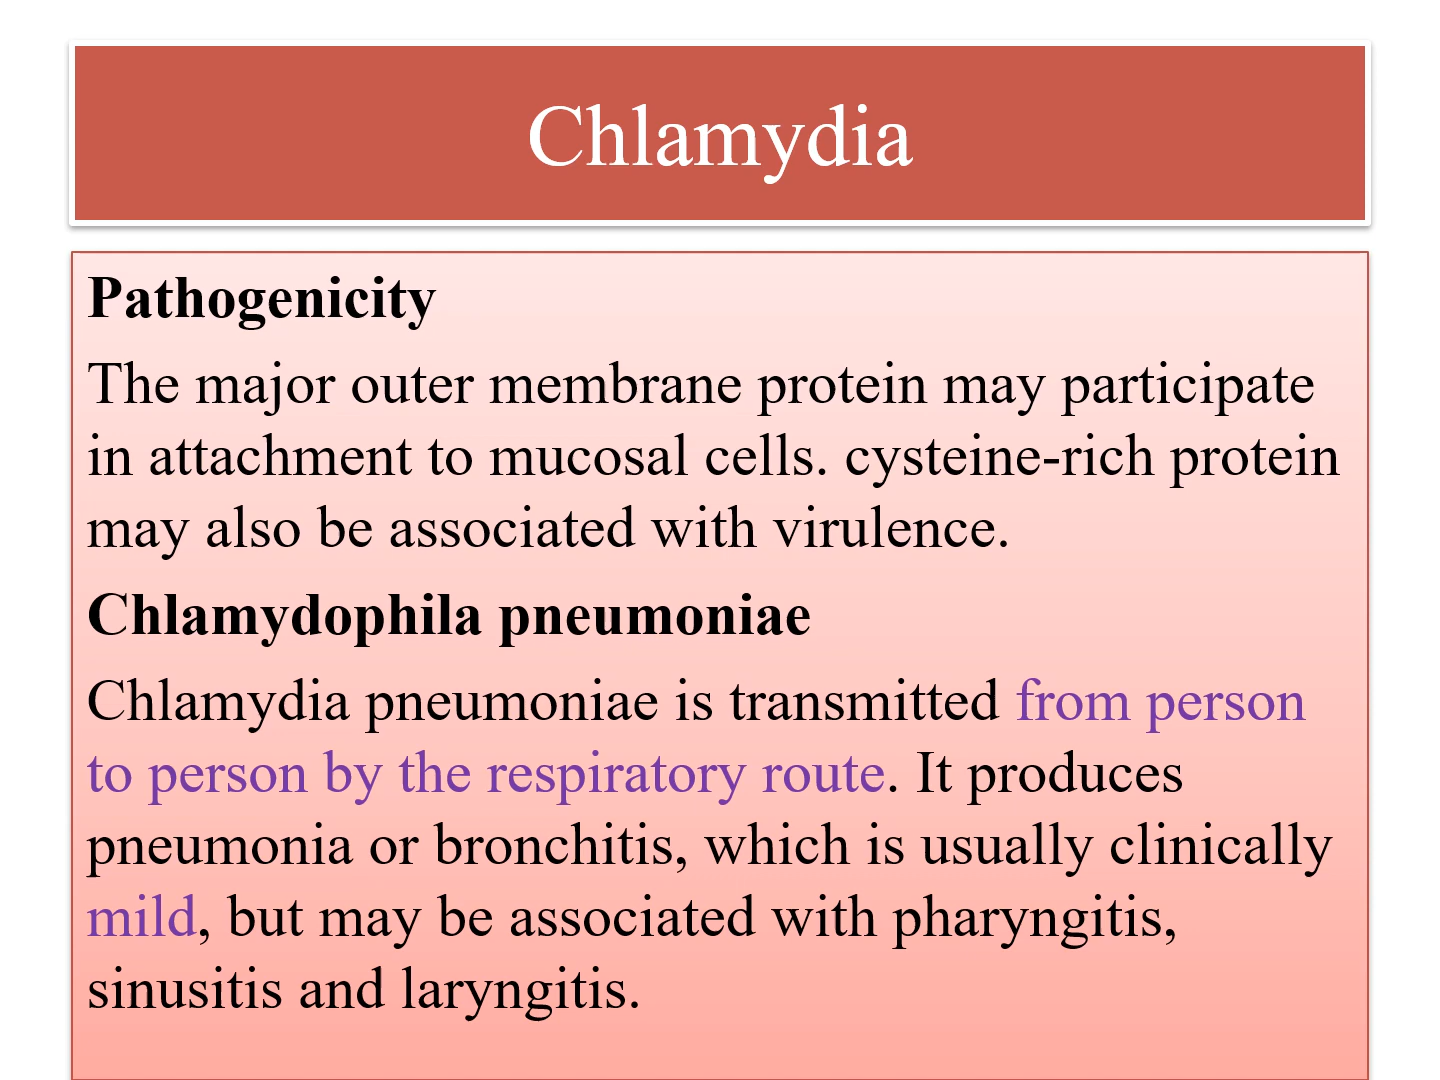 Chlamydia
Pathogenicity
The major outer membrane protein may participate
in attachment to mucosal cells. cysteine-rich protein
may also be associated with virulence.
Chlamydophila pneumoniae
Chlamydia pneumoniae is transmitted from person
to person by the respiratory route. It produces
pneumonia or bronchitis, which is usually clinically
mild, but may be associated with pharyngitis,
sinusitis and laryngitis.